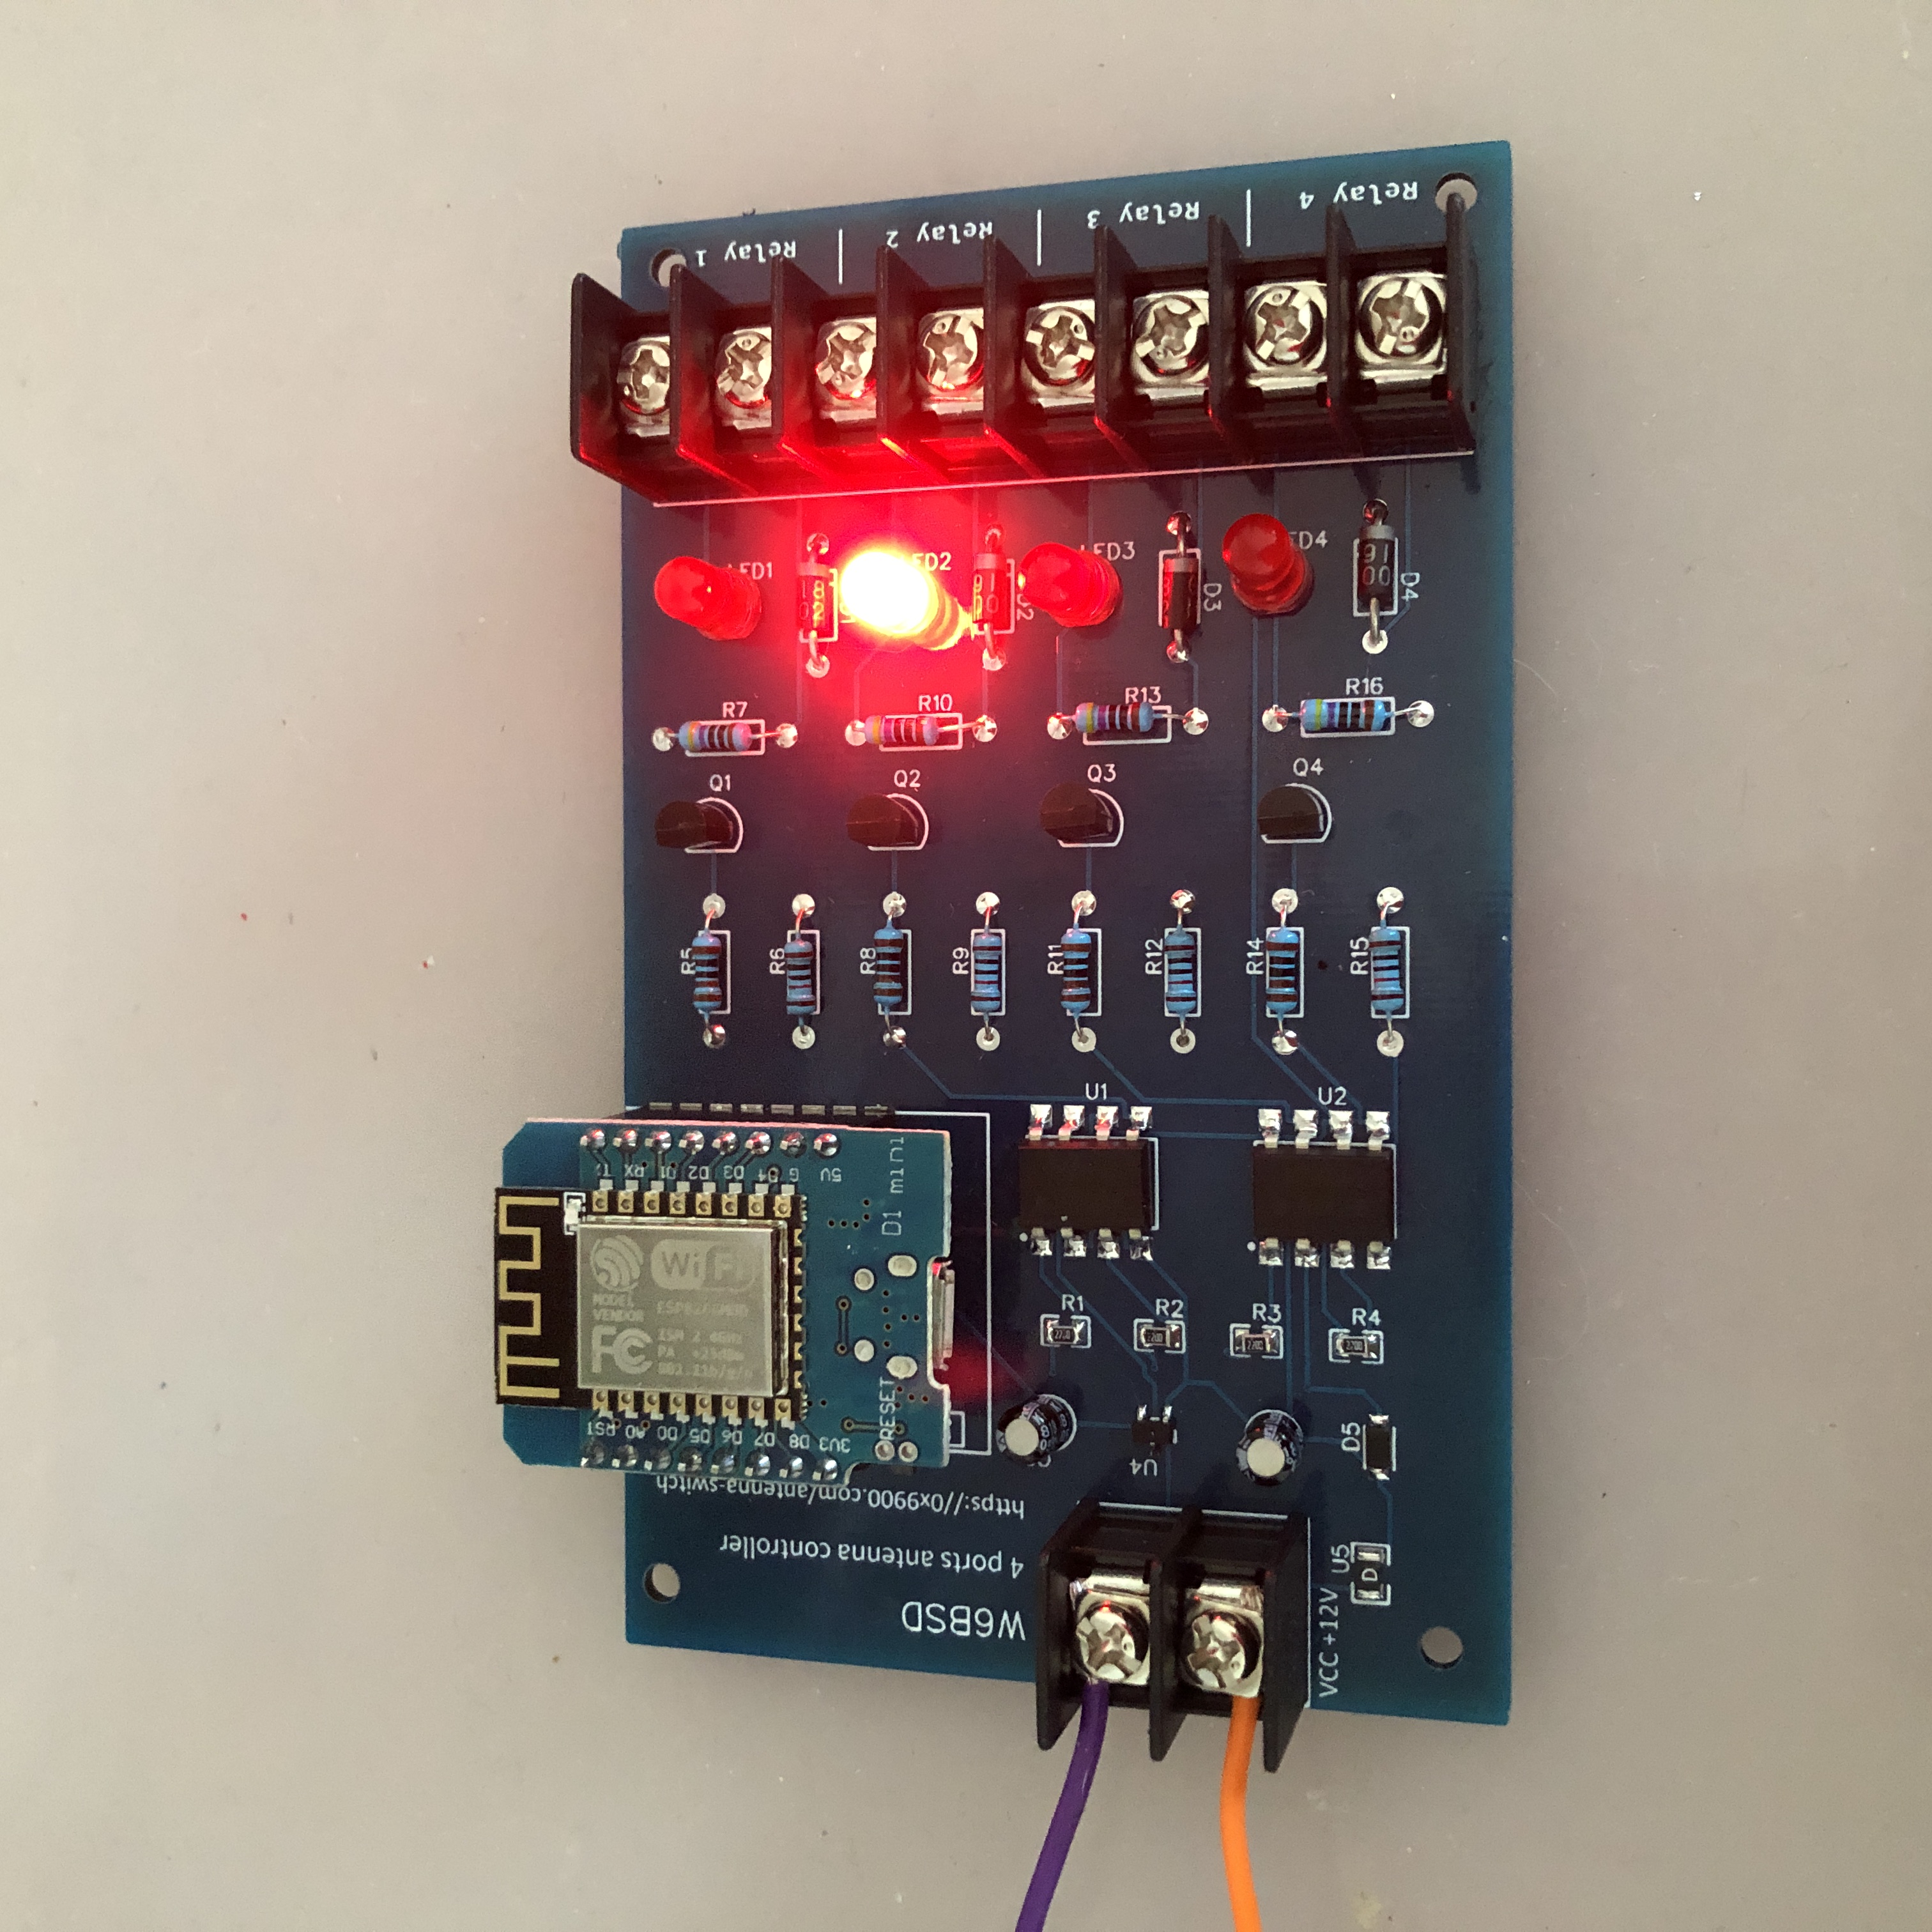 W6BSD
4 ports antenna controller
https://0x9900.com/antenna-switch
VCC +12V
RST
A0
D0
D5
D6
D7
D8
3V3
RESET
FC
WiFi
RX
D1
D2
D3
D4
G
5V
D1 mini
U1
U2
U4
U5
D
D5
R1
R2
R3
R4
R5
R6
R8
R9
R11
R12
R14
R15
Q1
Q2
Q3
Q4
R7
R10
R13
R16
LED1
LED3
D2
D3
D4
Relay 1
Relay 2
Relay 3
Relay 4